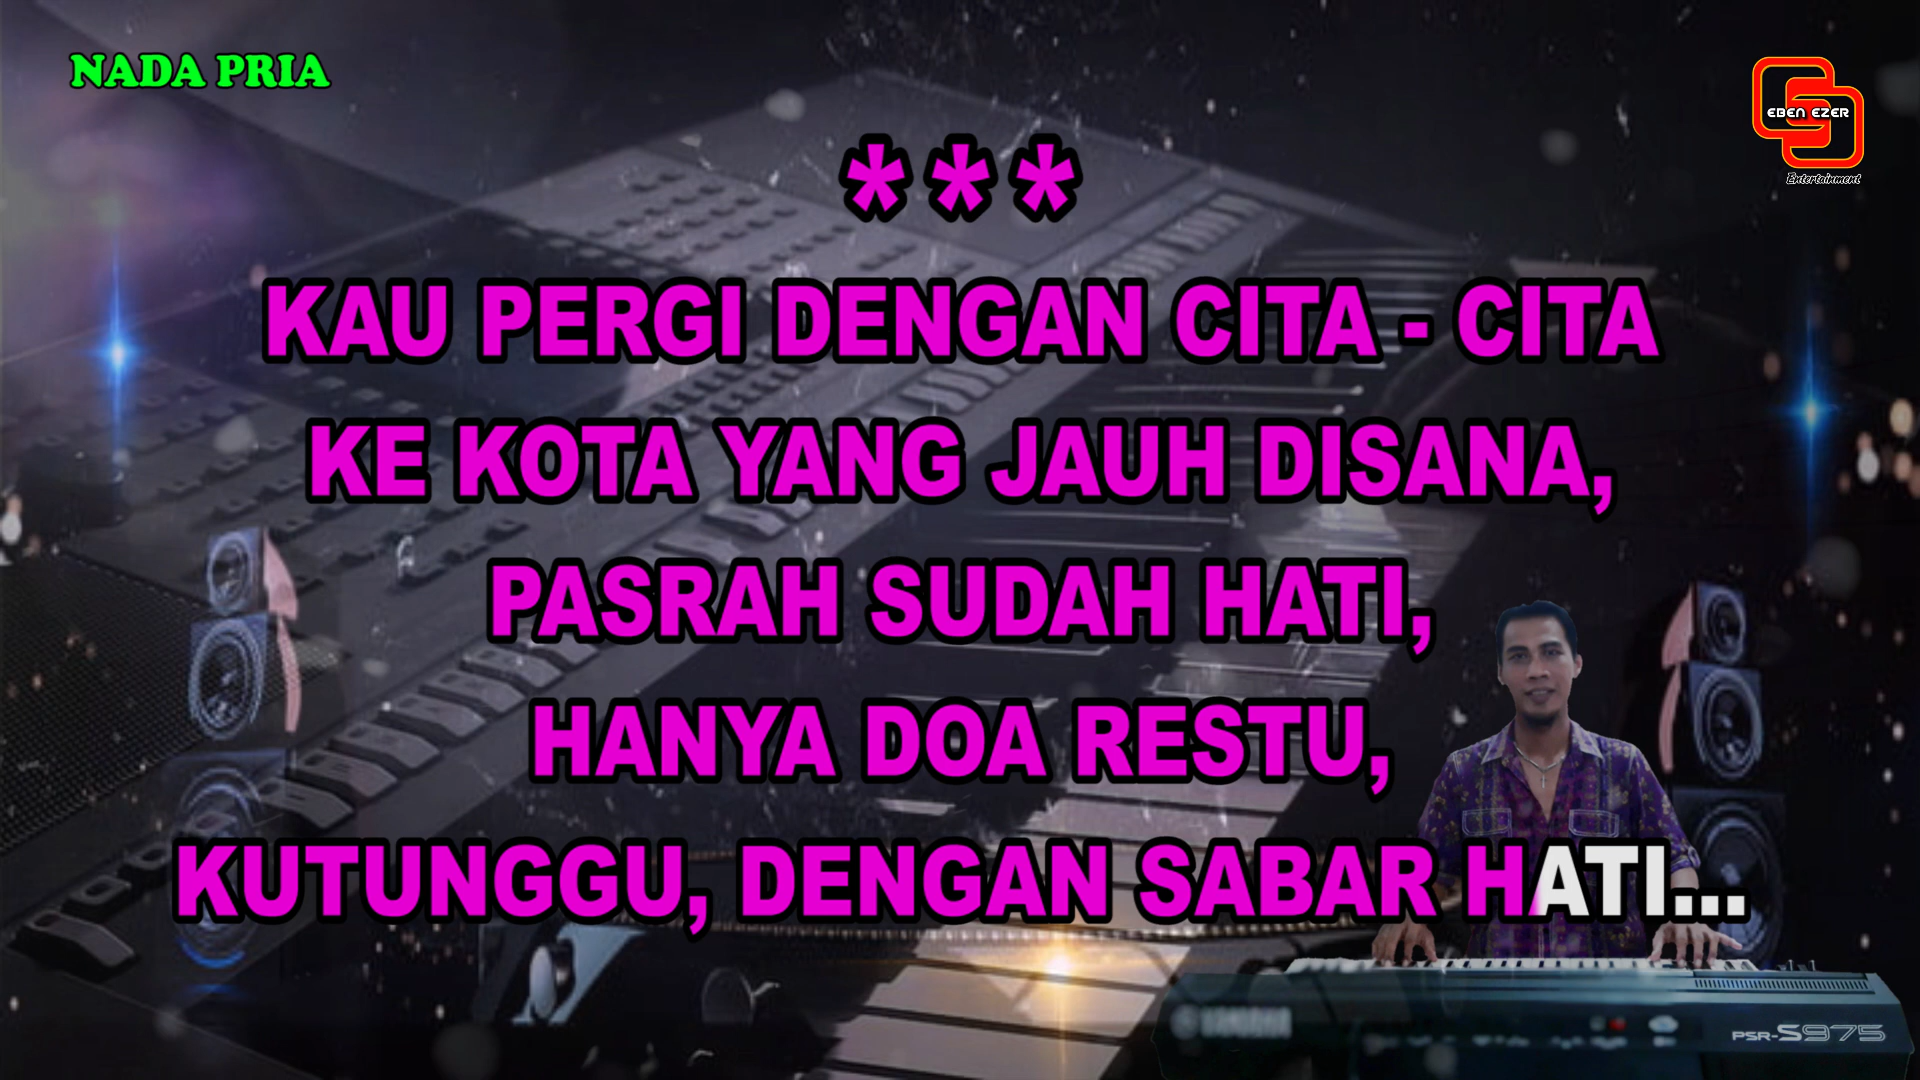 NADA PRIA
EBEN EZER
Entertainment
***
KAU PERGI DENGAN CITA - CITA
KE KOTA YANG JAUH DISANA,
PASRAH SUDAH HATI,
HANYA DOA RESTU,
KUTUNGGU, DENGAN SABAR HATI...
PSR-S975